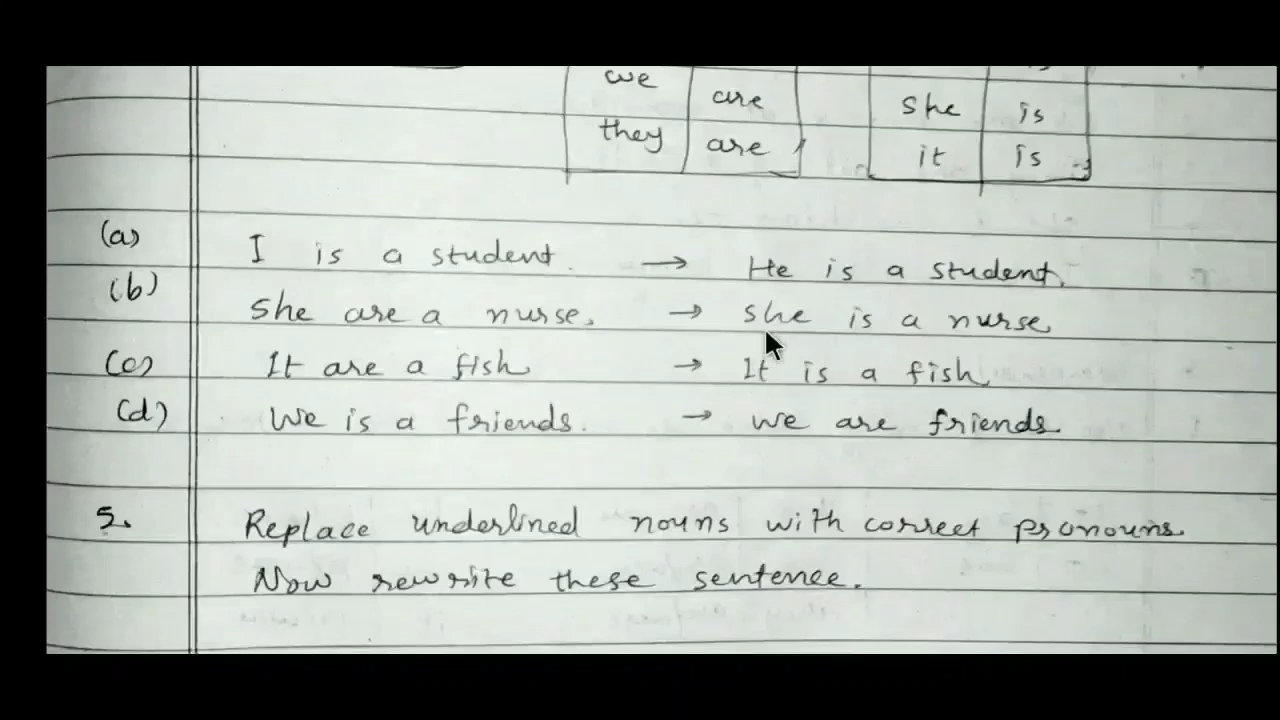 we are she is
they are it is
(a) I is a student. → He is a student.
(b) She are a nurse. → she is a nurse.
(c) It are a fish → It is a fish
(d) We is a friends. → we are friends.
5. Replace underlined nouns with correct pronouns.
Now rewrite these sentence.